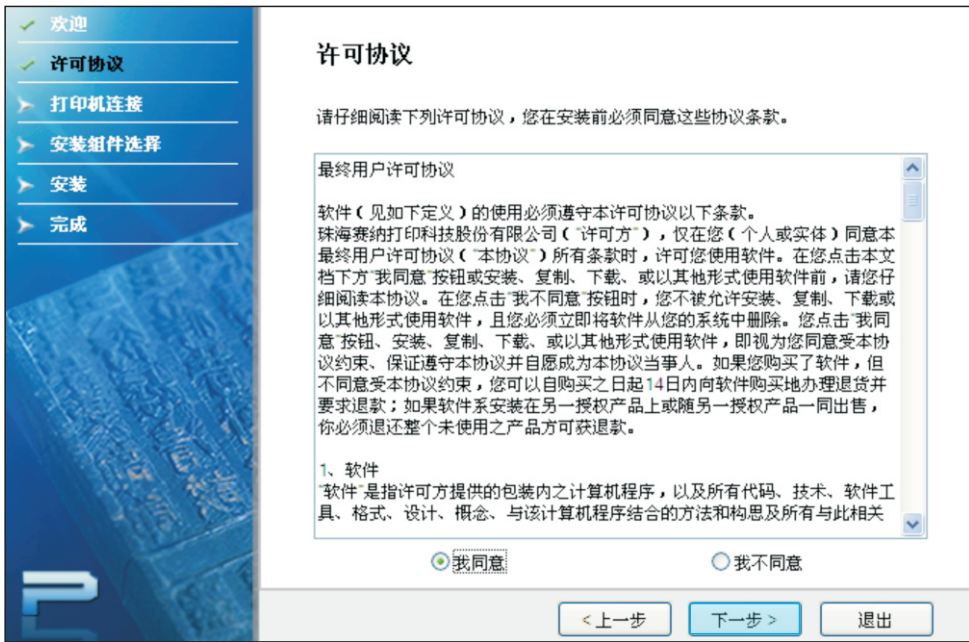 欢迎
许可协议
打印机连接
安装组件选择
安装
完成
许可协议
请仔细阅读下列许可协议，您在安装前必须同意这些协议条款。
最终用户许可协议
软件（见如下定义）的使用必须遵守本许可协议以下条款。
珠海赛纳打印科技股份有限公司（"许可方"），仅在您（个人或实体）同意本
最终用户许可协议（"本协议"）所有条款时，许可您使用软件。在您点击本文
档下方"我同意"按钮或安装、复制、下载、或以其他形式使用软件前，请您仔
细阅读本协议。在您点击"我不同意"按钮时，您不被允许安装、复制、下载或
以其他形式使用软件，且您必须立即将软件从您的系统中删除。您点击"我同
意"按钮、安装、复制、下载、或以其他形式使用软件，即视为您同意受本协
议约束、保证遵守本协议并自愿成为本协议当事人。如果您购买了软件，但
不同意受本协议约束，您可以自购买之日起14日内向软件购买地办理退货并
要求退款；如果软件系安装在另一授权产品上或随另一授权产品一同出售，
你必须退还整个未使用之产品方可获退款。
1、软件
"软件"是指许可方提供的包装内之计算机程序，以及所有代码、技术、软件工
具、格式、设计、概念、与该计算机程序结合的方法和构思及所有与此相关
我同意
我不同意
<上一步
下一步>
退出